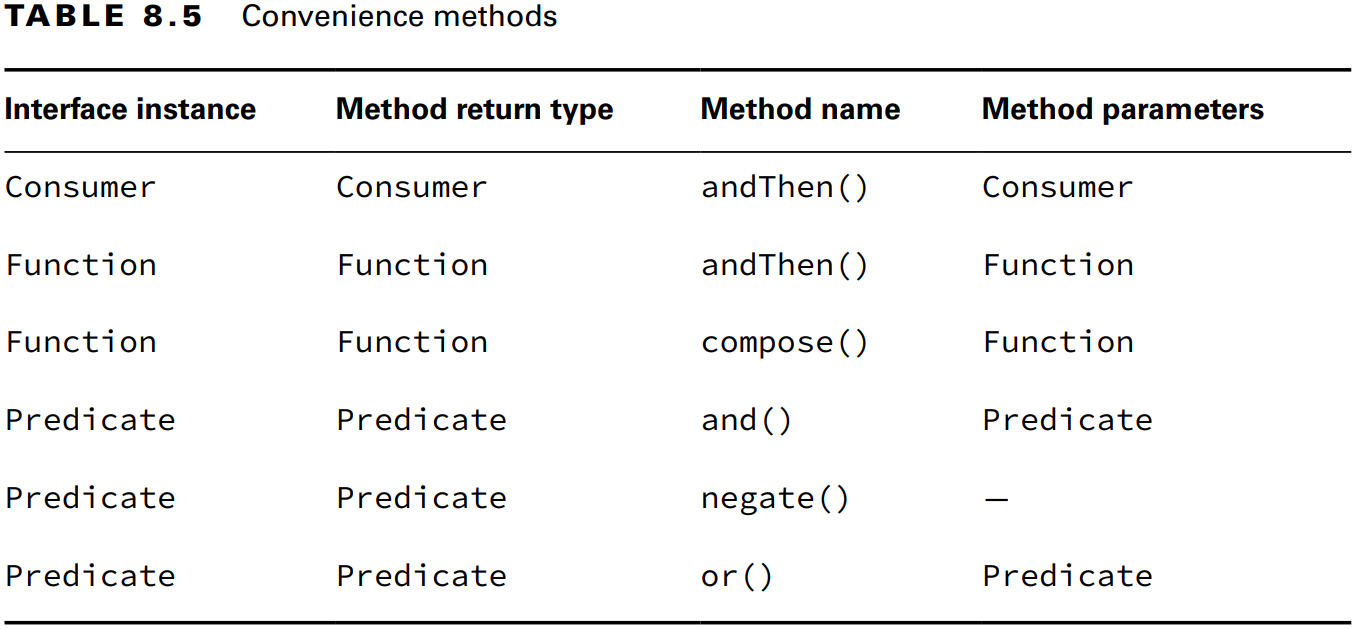 TABLE 8.5 Convenience methods
Interface instance Method return type Method name Method parameters
Consumer Consumer andThen() Consumer
Function Function andThen() Function
Function Function compose() Function
Predicate Predicate and() Predicate
Predicate Predicate negate() —
Predicate Predicate or() Predicate